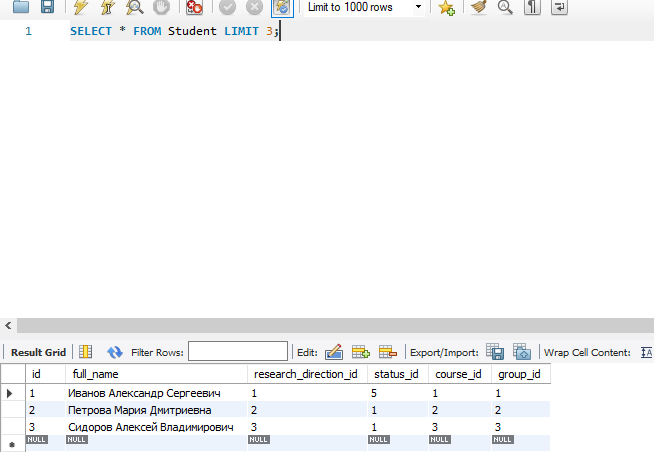 Limit to 1000 rows
1 SELECT * FROM Student LIMIT 3;
Result Grid Filter Rows: Edit: Export/Import: Wrap Cell Content:
id full_name research_direction_id status_id course_id group_id
1 Иванов Александр Сергеевич 1 5 1 1
2 Петрова Мария Дмитриевна 2 1 2 2
3 Сидоров Алексей Владимирович 3 1 3 3
NULL NULL NULL NULL NULL NULL